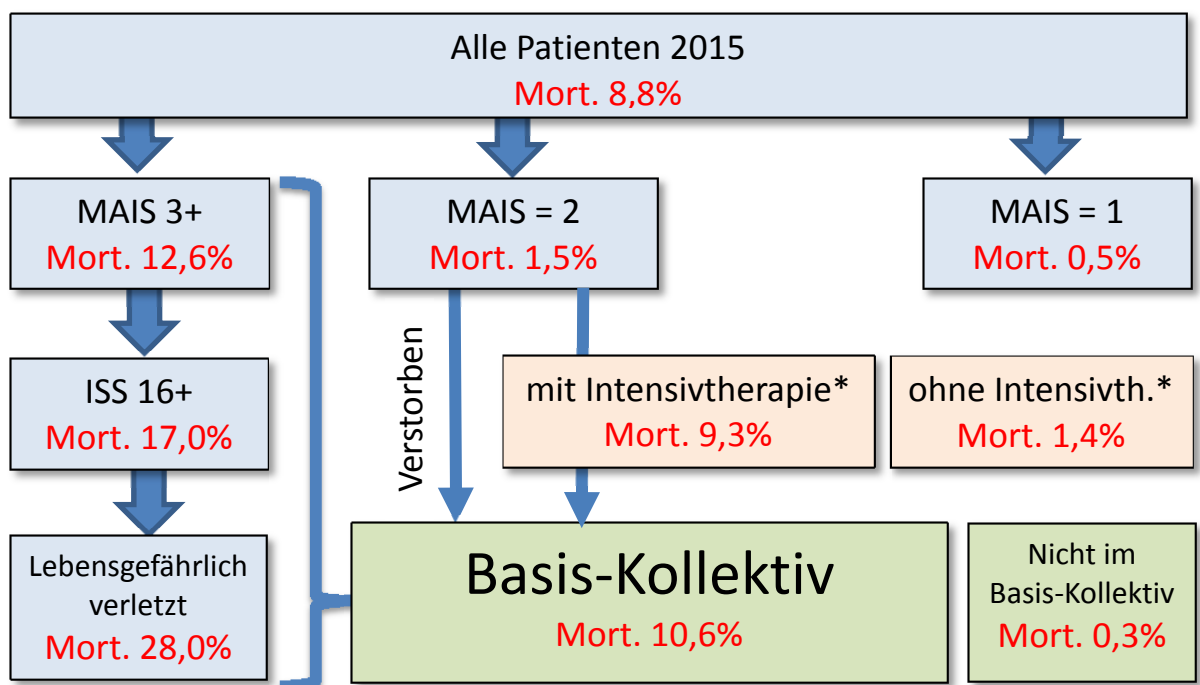 Alle Patienten 2015
Mort. 8,8%
MAIS 3+
Mort. 12,6%
MAIS = 2
Mort. 1,5%
MAIS = 1
Mort. 0,5%
ISS 16+
Mort. 17,0%
Verstorben
mit Intensivtherapie*
Mort. 9,3%
ohne Intensivth.*
Mort. 1,4%
Lebensgefährlich
verletzt
Mort. 28,0%
Basis-Kollektiv
Mort. 10,6%
Nicht im
Basis-Kollektiv
Mort. 0,3%